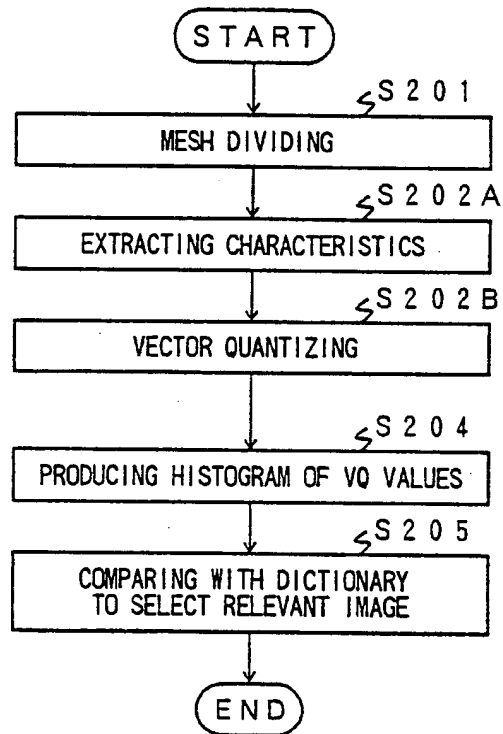 START
S201
MESH DIVIDING
S202A
EXTRACTING CHARACTERISTICS
S202B
VECTOR QUANTIZING
S204
PRODUCING HISTOGRAM OF VQ VALUES
S205
COMPARING WITH DICTIONARY
TO SELECT RELEVANT IMAGE
END